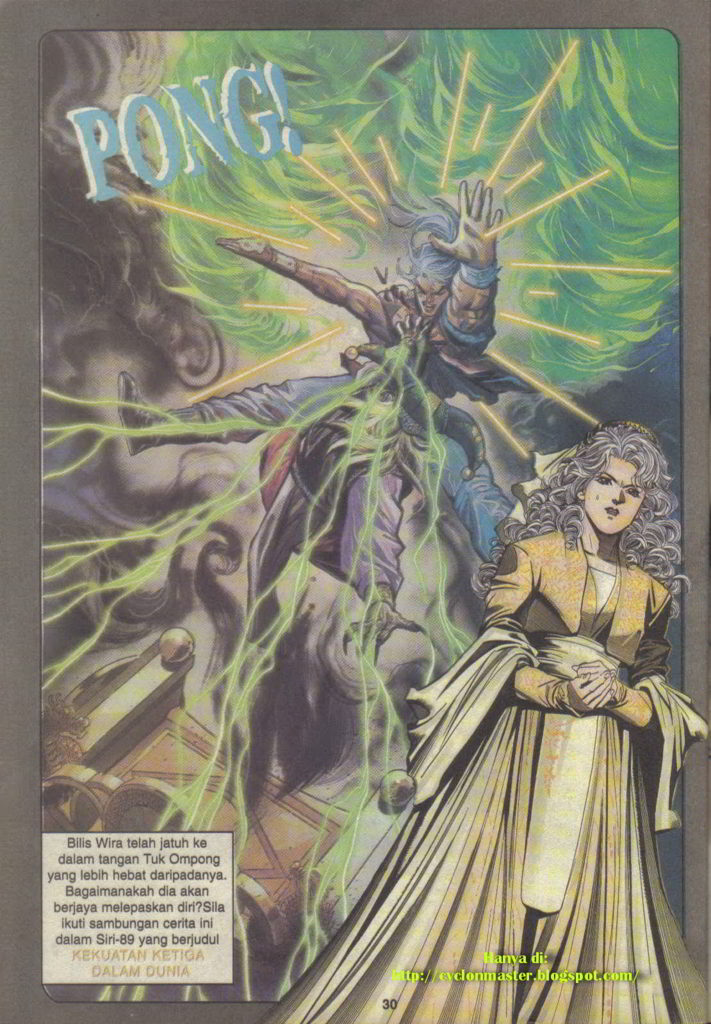 PONG!
Bilis Wira telah jatuh ke
dalam tangan Tuk Ompong
yang lebih hebat daripadanya.
Bagaimanakah dia akan
berjaya melepaskan diri?Sila
ikuti sambungan cerita ini
dalam Siri-89 yang berjudul
KEKUATAN KETIGA
DALAM DUNIA
Hanya di:
http://cyclonmaster.blogspot.com/
30